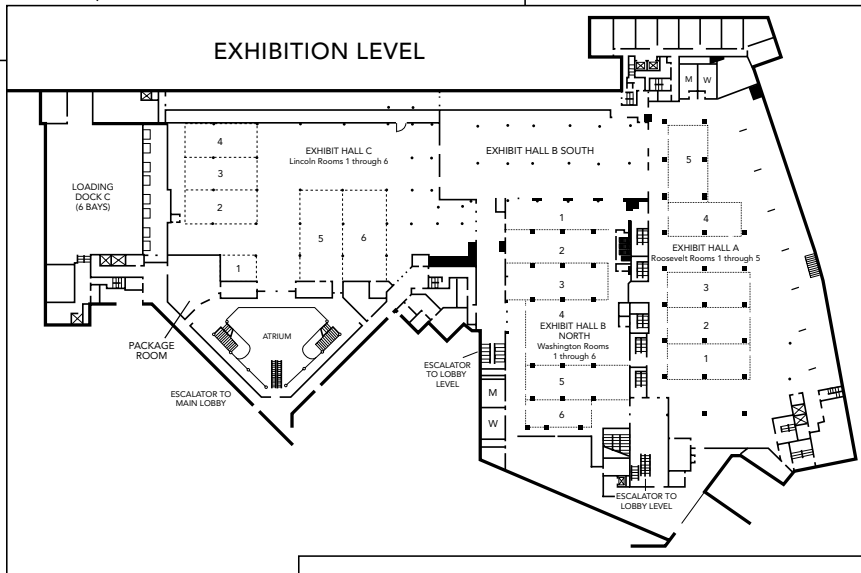 EXHIBITION LEVEL
M W
4
3
2
1
5
6
EXHIBIT HALL C
Lincoln Rooms 1 through 6
EXHIBIT HALL B SOUTH
5
4
LOADING
DOCK C
(6 BAYS)
1
2
3
4
EXHIBIT HALL B
NORTH
Washington Rooms
1 through 6
5
6
EXHIBIT HALL A
Roosevelt Rooms 1 through 5
3
2
1
ATRIUM
PACKAGE
ROOM
ESCALATOR TO
MAIN LOBBY
ESCALATOR
TO LOBBY
LEVEL
M
W
ESCALATOR TO
LOBBY LEVEL